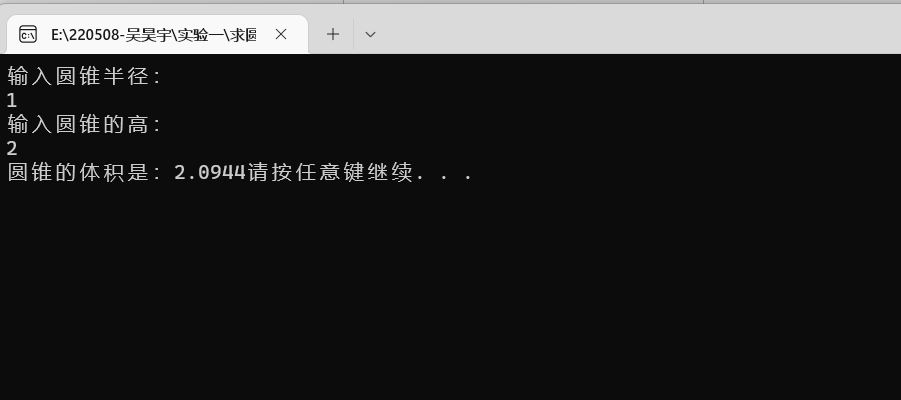 E:\220508-吴昊宇\实验一\求圆
输入圆锥半径：
1
输入圆锥的高：
2
圆锥的体积是：2.0944请按任意键继续. . .